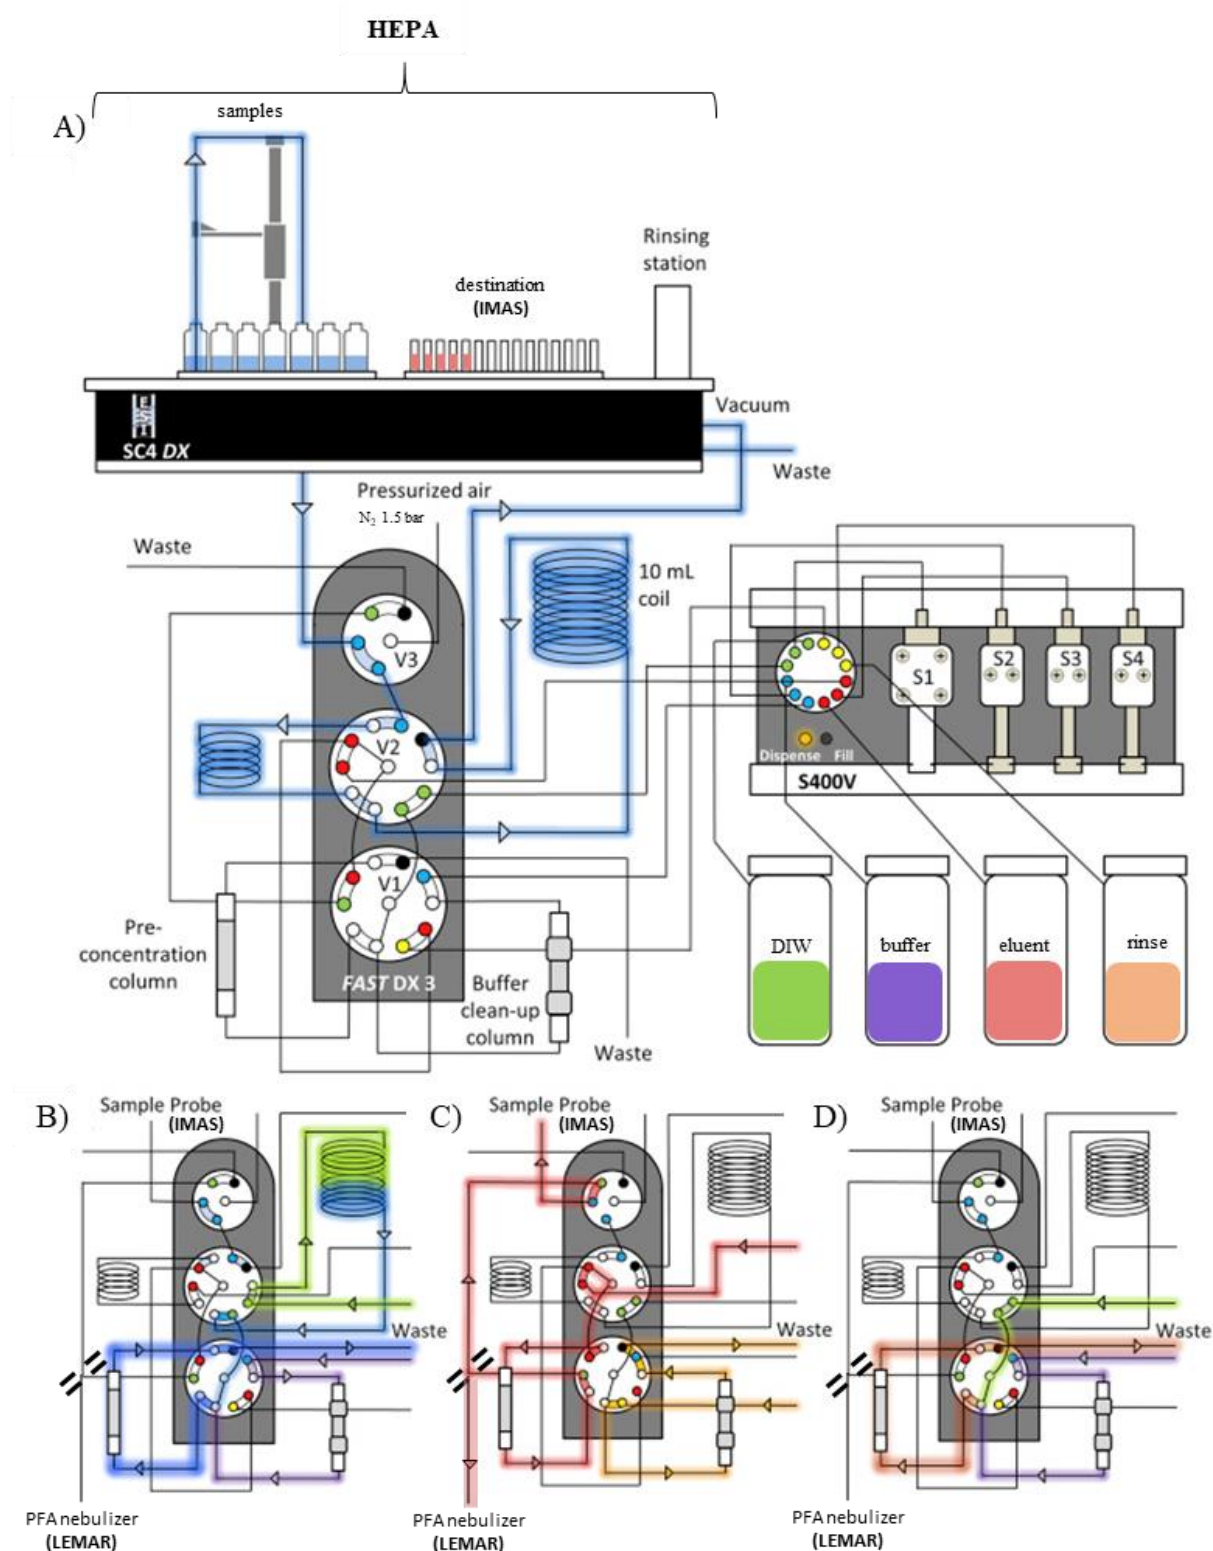 HEPA
A)
samples
Rinsing
station
destination
(IMAS)
ESI
SC4 DX
Vacuum
Waste
Pressurized air
N₂ 1.5 bar
Waste
10 mL
coil
V3
V2
V1
S1
S2
S3
S4
Dispense
Fill
S400V
Pre-
concentration
column
FAST DX 3
Buffer
clean-up
column
Waste
DIW
buffer
eluent
rinse
B)
Sample Probe
(IMAS)
Waste
PFA nebulizer
(LEMAR)
C)
Sample Probe
(IMAS)
Waste
PFA nebulizer
(LEMAR)
D)
Sample Probe
(IMAS)
Waste
PFA nebulizer
(LEMAR)